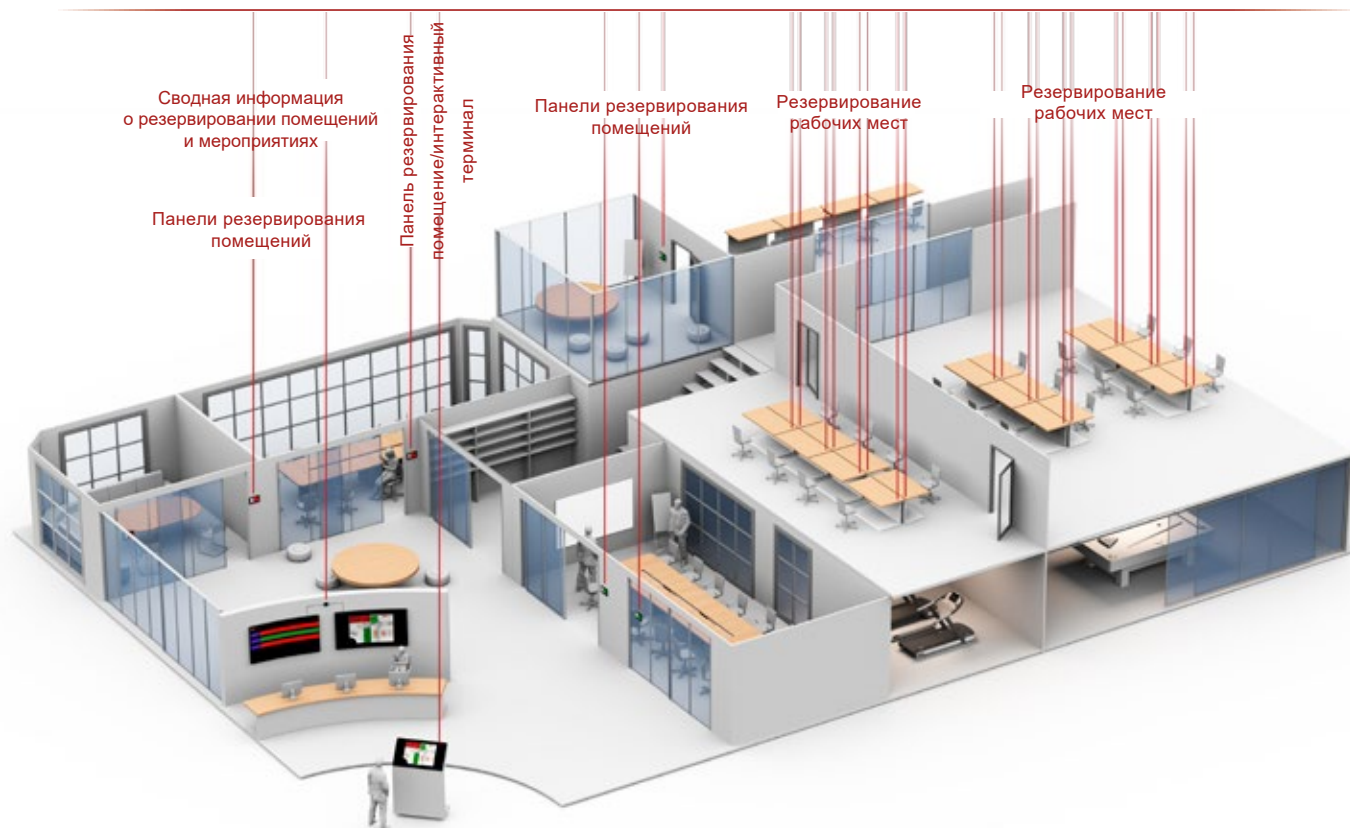 Сводная информация
о резервировании помещений
и мероприятиях
Панели резервирования
помещений
Панель резервирования
помещение/интерактивный
терминал
Панели резервирования
помещений
Резервирование
рабочих мест
Резервирование
рабочих мест